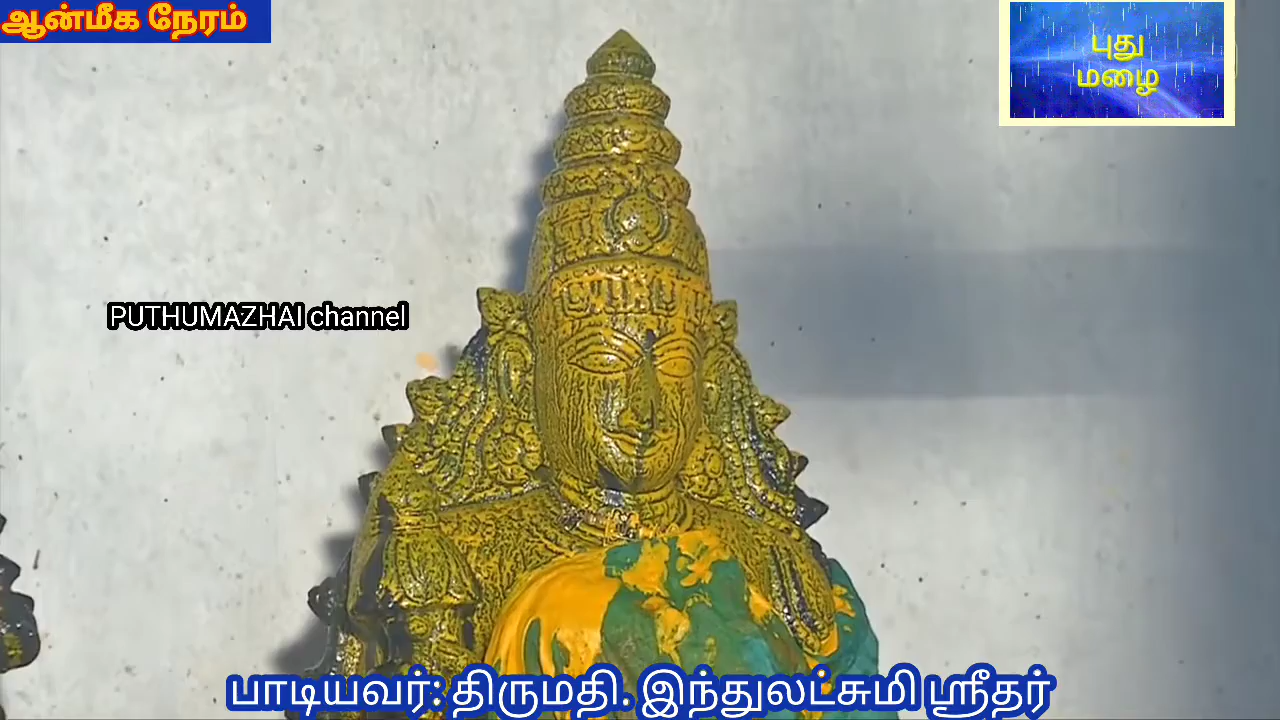 ஆன்மீக நேரம்
புது
மழை
PUTHUMAZHAI channel
பாடியவர்: திருமதி. இந்துலட்சுமி ஸ்ரீதர்